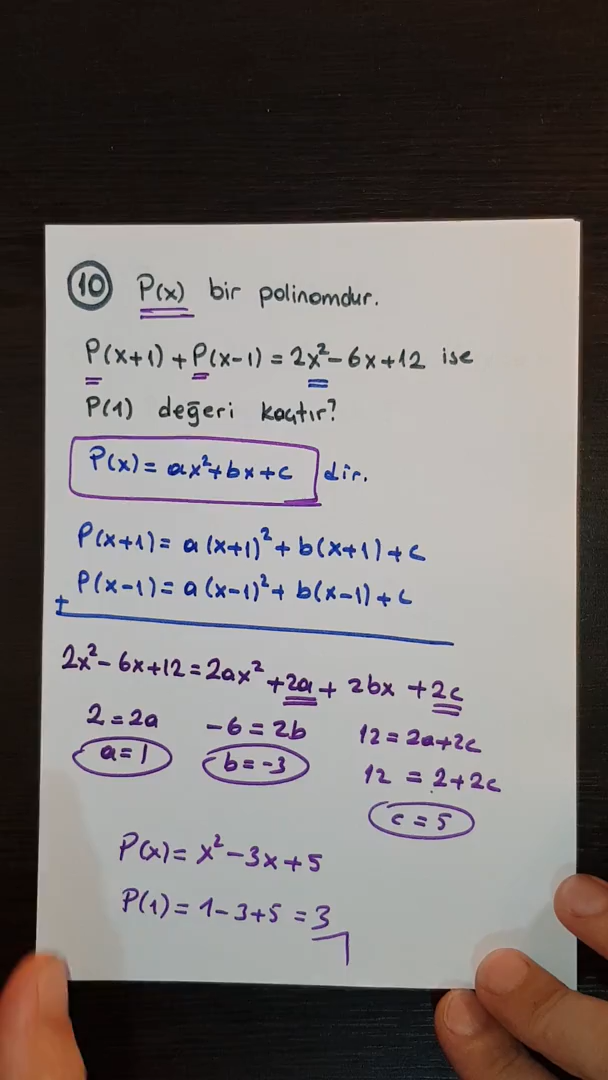 10 P(x) bir polinomdur.
P(x+1)+P(x-1)=2x²-6x+12 ise
P(1) değeri kaçtır?
P(x)=ax²+bx+c dir.
P(x+1)=a(x+1)²+b(x+1)+c
P(x-1)=a(x-1)²+b(x-1)+c
+
2x²-6x+12=2ax²+2a+2bx+2c
2=2a -6=2b 12=2a+2c
a=1 b=-3 12=2+2c
c=5
P(x)=x²-3x+5
P(1)=1-3+5=3